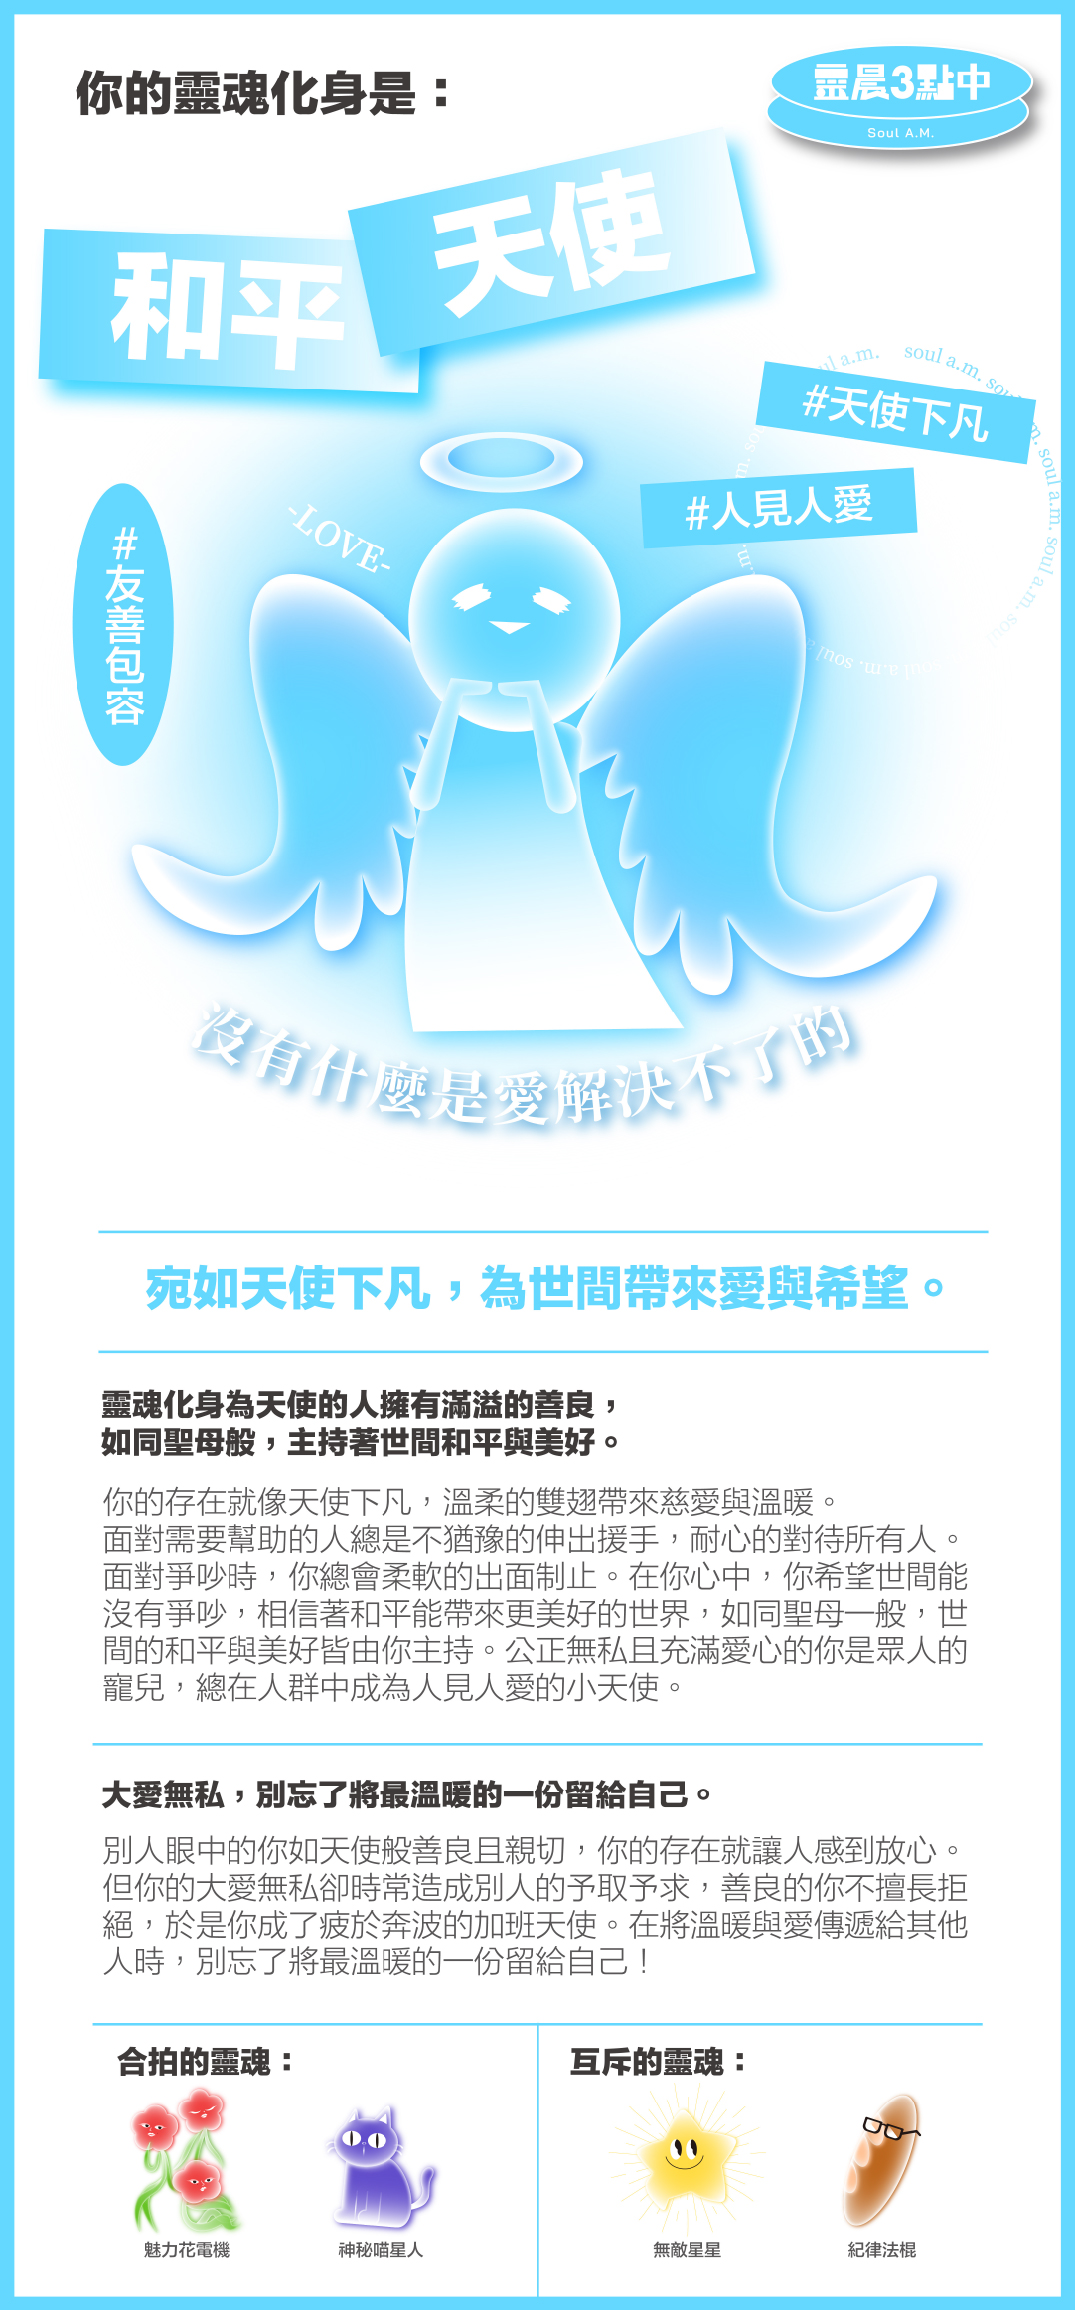 你的靈魂化身是：
靈晨3點中
Soul A.M.
和平
天使
soul a.m. soul a.m. soul a.m. soul a.m. soul a.m.
#天使下凡
#人見人愛
#友善包容
-LOVE-
沒有什麼是愛解決不了的
宛如天使下凡，為世間帶來愛與希望。
靈魂化身為天使的人擁有滿溢的善良，
如同聖母般，主持著世間和平與美好。
你的存在就像天使下凡，溫柔的雙翅帶來慈愛與溫暖。
面對需要幫助的人總是不猶豫的伸出援手，耐心的對待所有人。
面對爭吵時，你總會柔軟的出面制止。在你心中，你希望世間能
沒有爭吵，相信著和平能帶來更美好的世界，如同聖母一般，世
間的和平與美好皆由你主持。公正無私且充滿愛心的你是眾人的
寵兒，總在人群中成為人見人愛的小天使。
大愛無私，別忘了將最溫暖的一份留給自己。
別人眼中的你如天使般善良且親切，你的存在就讓人感到放心。
但你的大愛無私卻時常造成別人的予取予求，善良的你不擅長拒
絕，於是你成了疲於奔波的加班天使。在將溫暖與愛傳遞給其他
人時，別忘了將最溫暖的一份留給自己！
合拍的靈魂：
互斥的靈魂：
魅力花電機
神秘喵星人
無敵星星
紀律法棍